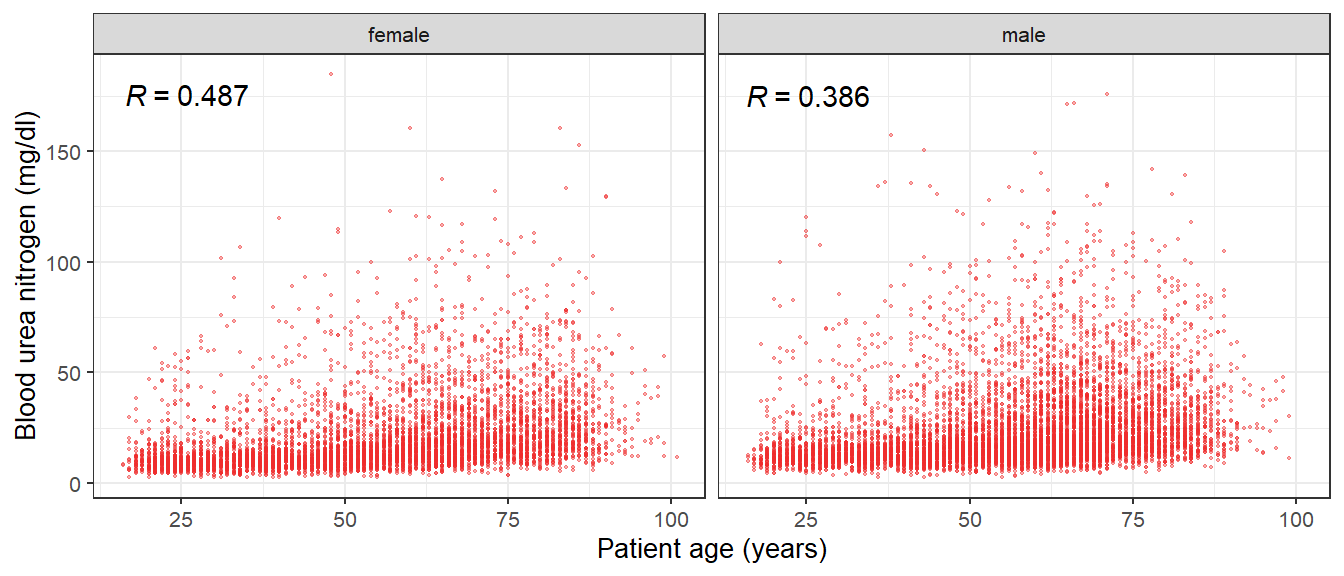 female
male
R = 0.487
R = 0.386
Blood urea nitrogen (mg/dl)
150
100
50
0
25
50
75
100
25
50
75
100
Patient age (years)